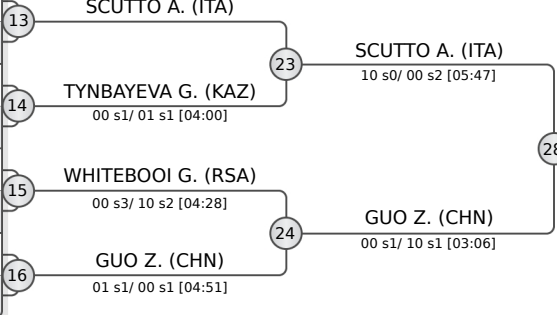 SCUTTO A. (ITA)
13
23
SCUTTO A. (ITA)
10 s0/ 00 s2 [05:47]
TYNBAYEVA G. (KAZ)
14
00 s1/ 01 s1 [04:00]
28
WHITEBOOI G. (RSA)
15
00 s3/ 10 s2 [04:28]
GUO Z. (CHN)
24
00 s1/ 10 s1 [03:06]
GUO Z. (CHN)
16
01 s1/ 00 s1 [04:51]